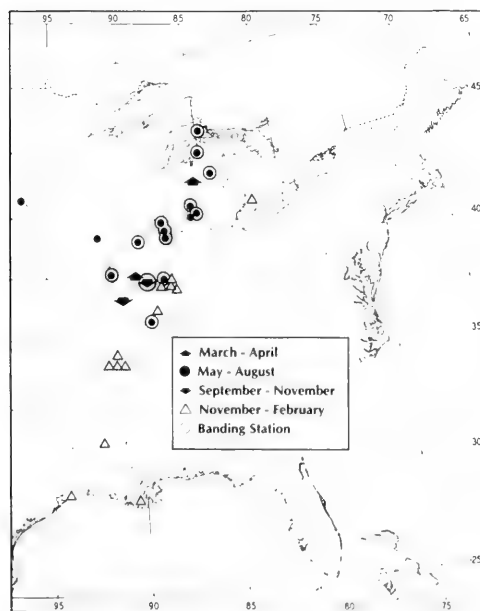 95 90 85 80 75 70 65
45
40
35
30
-25
March - April
May - August
September - November
November - February
Banding Station
95 90 85 80 75